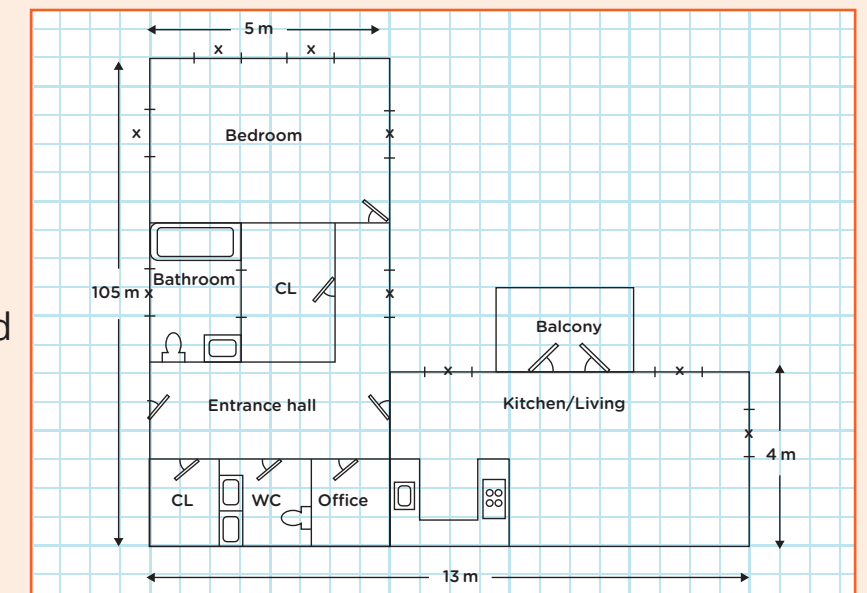 5 m
x x
x Bedroom x
Bathroom
105 m x CL x
d
Balcony
x x
Entrance hall Kitchen/Living
x
4 m
CL WC Office
13 m